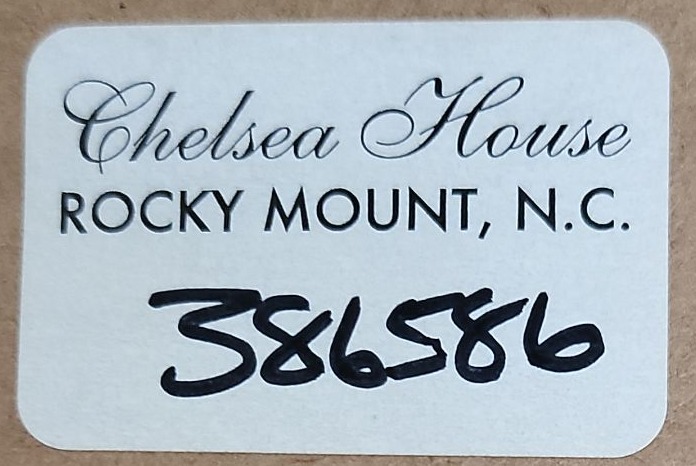 Chelsea House
ROCKY MOUNT, N.C.
386586